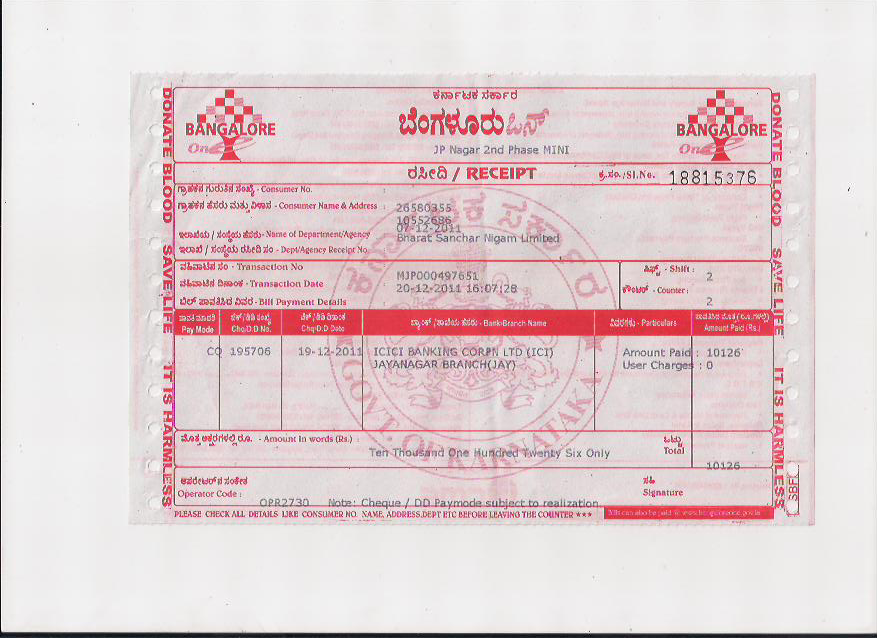 ಕರ್ನಾಟಕ ಸರ್ಕಾರ
BANGALORE One
ಬೆಂಗಳೂರು ಒನ್
BANGALORE One
JP Nagar 2nd Phase MINI
ರಸೀದಿ / RECEIPT
ಕ್ರ.ಸಂ./Sl.No. 18815376
ಗ್ರಾಹಕರ ಗುರುತಿನ ಸಂಖ್ಯೆ - Consumer No. :
ಗ್ರಾಹಕರ ಹೆಸರು ಮತ್ತು ವಿಳಾಸ - Consumer Name & Address : 26580355
10552686
07-12-2011
ಇಲಾಖೆಯ / ಸಂಸ್ಥೆಯ ಹೆಸರು- Name of Department/Agency Bharat Sanchar Nigam Limited
ಇಲಾಖೆ / ಸಂಸ್ಥೆಯ ರಸೀದಿ ಸಂ - Dept/Agency Receipt No.
ವಹಿವಾಟಿನ ಸಂ - Transaction No MJP000497651
ವಹಿವಾಟಿನ ದಿನಾಂಕ - Transaction Date : 20-12-2011 16:07:28
ಬಿಲ್ ಪಾವತಿಸಿದ ವಿವರ - Bill Payment Details
ಶಿಫ್ಟ್ - Shift : 2
ಕೌಂಟರ್ - Counter : 2
ಪಾವತಿ ಮಾದರಿ Pay Mode
ಚೆಕ್/ಡಿಡಿ ಸಂಖ್ಯೆ Chq/D.D No.
ಚೆಕ್/ಡಿಡಿ ದಿನಾಂಕ Chq/D.D Date
ಬ್ಯಾಂಕ್/ಶಾಖೆಯ ಹೆಸರು - Bank/Branch Name
ವಿವರಗಳು - Particulars
ಪಾವತಿಸಿದ ಮೊತ್ತ(ರೂ.ಗಳಲ್ಲಿ) Amount Paid (Rs.)
CQ 195706 19-12-2011 ICICI BANKING CORPN LTD (ICI) Amount Paid : 10126
JAYANAGAR BRANCH(JAY) User Charges : 0
ಮೊತ್ತ ಅಕ್ಷರಗಳಲ್ಲಿ ರೂ. - Amount In words (Rs.) :
Ten Thousand One Hundred Twenty Six Only
ಒಟ್ಟು
Total
10126
ಆಪರೇಟರ್‌ನ ಸಂಕೇತ
Operator Code : OPR2730 Note: Cheque / DD Paymode subject to realization
ಸಹಿ
Signature
PLEASE CHECK ALL DETAILS LIKE CONSUMER NO. NAME, ADDRESS,DEPT ETC BEFORE LEAVING THE COUNTER ***
DONATE BLOOD SAVE LIFE IT IS HARMLESS
DONATE BLOOD SAVE LIFE IT IS HARMLESS
SBFL
ಕರ್ನಾಟಕ ಸರ್ಕಾರ
GOVT. OF KARNATAKA